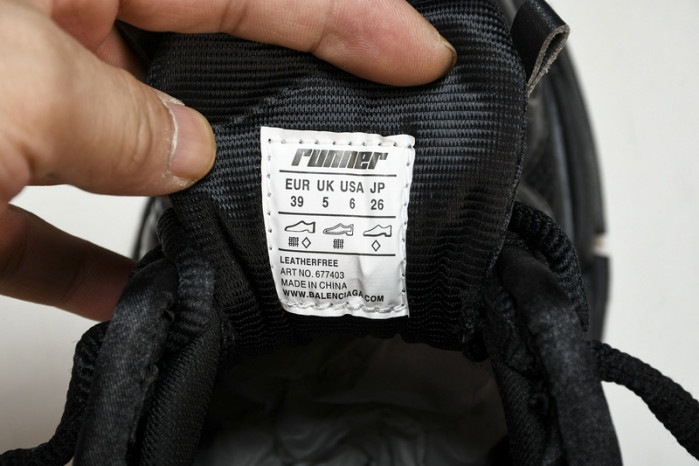 runner
EUR UK USA JP
39 5 6 26
LEATHERFREE
ART NO. 677403
MADE IN CHINA
WWW.BALENCIAGA.COM